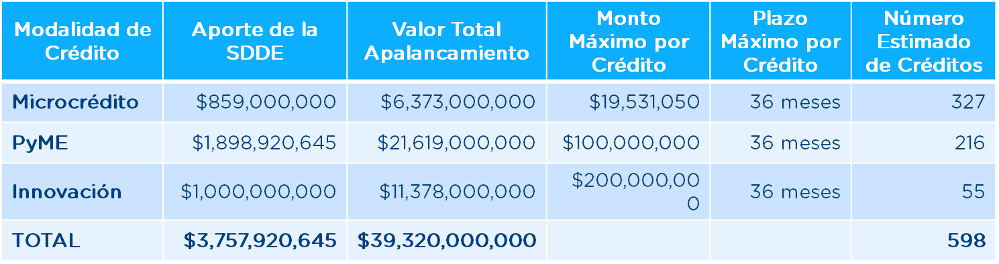 Modalidad de Crédito Aporte de la SDDE Valor Total Apalancamiento Monto Máximo por Crédito Plazo Máximo por Crédito Número Estimado de Créditos
Microcrédito $859,000,000 $6,373,000,000 $19,531,050 36 meses 327
PyME $1,898,920,645 $21,619,000,000 $100,000,000 36 meses 216
Innovación $1,000,000,000 $11,378,000,000 $200,000,000 36 meses 55
TOTAL $3,757,920,645 $39,320,000,000 598